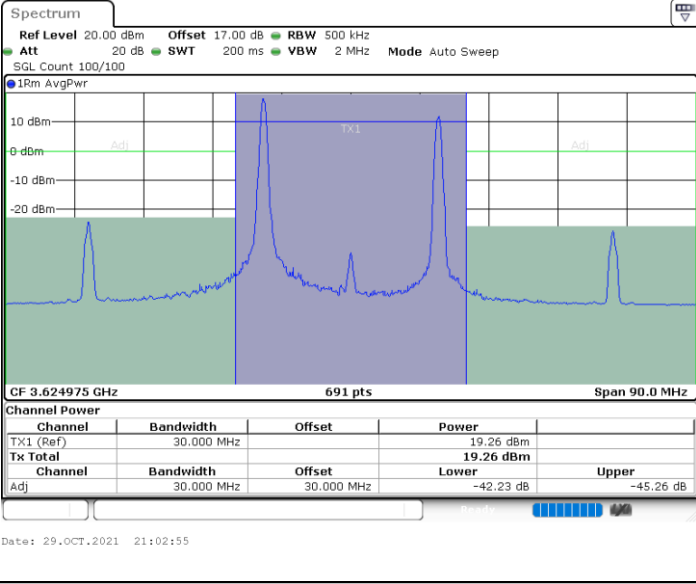 Spectrum
Ref Level 20.00 dBm Offset 17.00 dB RBW 500 kHz
Att 20 dB SWT 200 ms VBW 2 MHz Mode Auto Sweep
SGL Count 100/100
1Rm AvgPwr
10 dBm
TX1
Adj
Adj
0 dBm
-10 dBm
-20 dBm
CF 3.624975 GHz 691 pts Span 90.0 MHz
Channel Power
Channel Bandwidth Offset Power
TX1 (Ref) 30.000 MHz 19.26 dBm
Tx Total 19.26 dBm
Channel Bandwidth Offset Lower Upper
Adj 30.000 MHz 30.000 MHz -42.23 dB -45.26 dB
Ready
Date: 29.OCT.2021 21:02:55